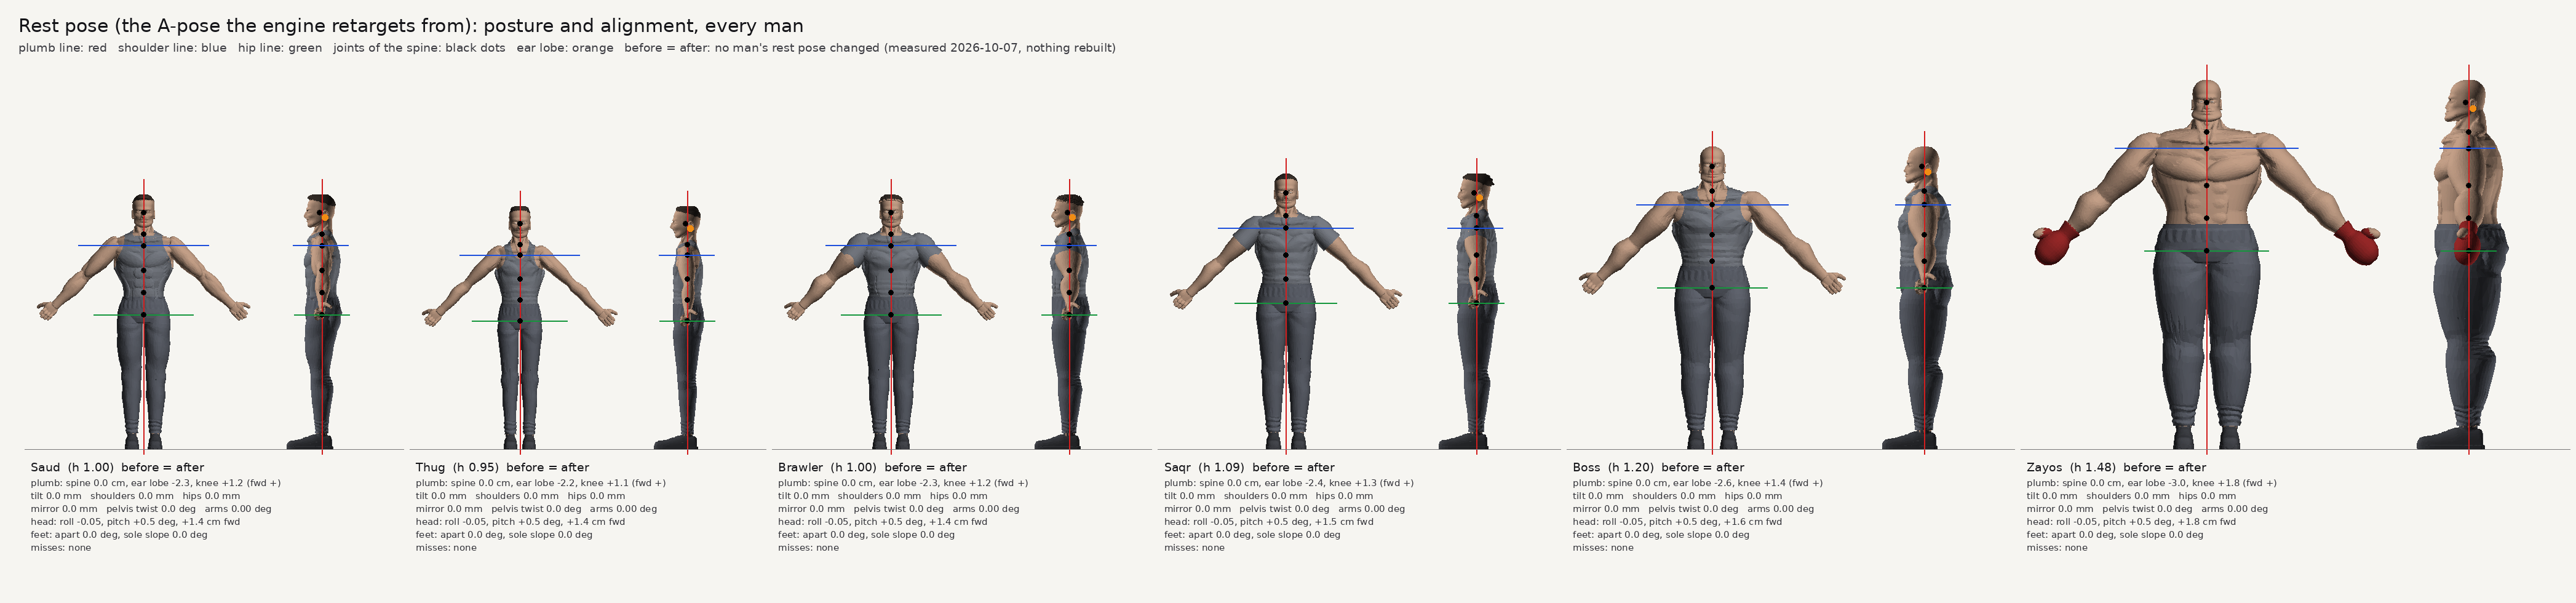 Rest pose (the A-pose the engine retargets from): posture and alignment, every man
plumb line: red   shoulder line: blue   hip line: green   joints of the spine: black dots   ear lobe: orange   before = after: no man's rest pose changed (measured 2026-10-07, nothing rebuilt)
Saud  (h 1.00)  before = after
plumb: spine 0.0 cm, ear lobe -2.3, knee +1.2 (fwd +)
tilt 0.0 mm   shoulders 0.0 mm   hips 0.0 mm
mirror 0.0 mm   pelvis twist 0.0 deg   arms 0.00 deg
head: roll -0.05, pitch +0.5 deg, +1.4 cm fwd
feet: apart 0.0 deg, sole slope 0.0 deg
misses: none
Thug  (h 0.95)  before = after
plumb: spine 0.0 cm, ear lobe -2.2, knee +1.1 (fwd +)
tilt 0.0 mm   shoulders 0.0 mm   hips 0.0 mm
mirror 0.0 mm   pelvis twist 0.0 deg   arms 0.00 deg
head: roll -0.05, pitch +0.5 deg, +1.4 cm fwd
feet: apart 0.0 deg, sole slope 0.0 deg
misses: none
Brawler  (h 1.00)  before = after
plumb: spine 0.0 cm, ear lobe -2.3, knee +1.2 (fwd +)
tilt 0.0 mm   shoulders 0.0 mm   hips 0.0 mm
mirror 0.0 mm   pelvis twist 0.0 deg   arms 0.00 deg
head: roll -0.05, pitch +0.5 deg, +1.4 cm fwd
feet: apart 0.0 deg, sole slope 0.0 deg
misses: none
Saqr  (h 1.09)  before = after
plumb: spine 0.0 cm, ear lobe -2.4, knee +1.3 (fwd +)
tilt 0.0 mm   shoulders 0.0 mm   hips 0.0 mm
mirror 0.0 mm   pelvis twist 0.0 deg   arms 0.00 deg
head: roll -0.05, pitch +0.5 deg, +1.5 cm fwd
feet: apart 0.0 deg, sole slope 0.0 deg
misses: none
Boss  (h 1.20)  before = after
plumb: spine 0.0 cm, ear lobe -2.6, knee +1.4 (fwd +)
tilt 0.0 mm   shoulders 0.0 mm   hips 0.0 mm
mirror 0.0 mm   pelvis twist 0.0 deg   arms 0.00 deg
head: roll -0.05, pitch +0.5 deg, +1.6 cm fwd
feet: apart 0.0 deg, sole slope 0.0 deg
misses: none
Zayos  (h 1.48)  before = after
plumb: spine 0.0 cm, ear lobe -3.0, knee +1.8 (fwd +)
tilt 0.0 mm   shoulders 0.0 mm   hips 0.0 mm
mirror 0.0 mm   pelvis twist 0.0 deg   arms 0.00 deg
head: roll -0.05, pitch +0.5 deg, +1.8 cm fwd
feet: apart 0.0 deg, sole slope 0.0 deg
misses: none